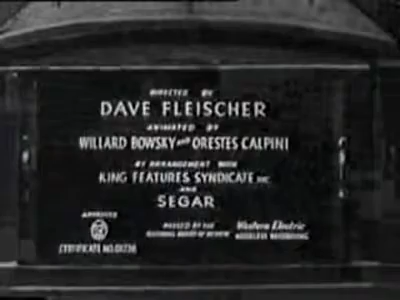 DIRECTED BY
DAVE FLEISCHER
ANIMATED BY
WILLARD BOWSKY AND ORESTES CALPINI
BY ARRANGEMENT WITH
KING FEATURES SYNDICATE INC.
AND
SEGAR
APPROVED
PASSED BY THE
NATIONAL BOARD OF REVIEW
Western Electric
NOISELESS RECORDING
CERTIFICATE NO.